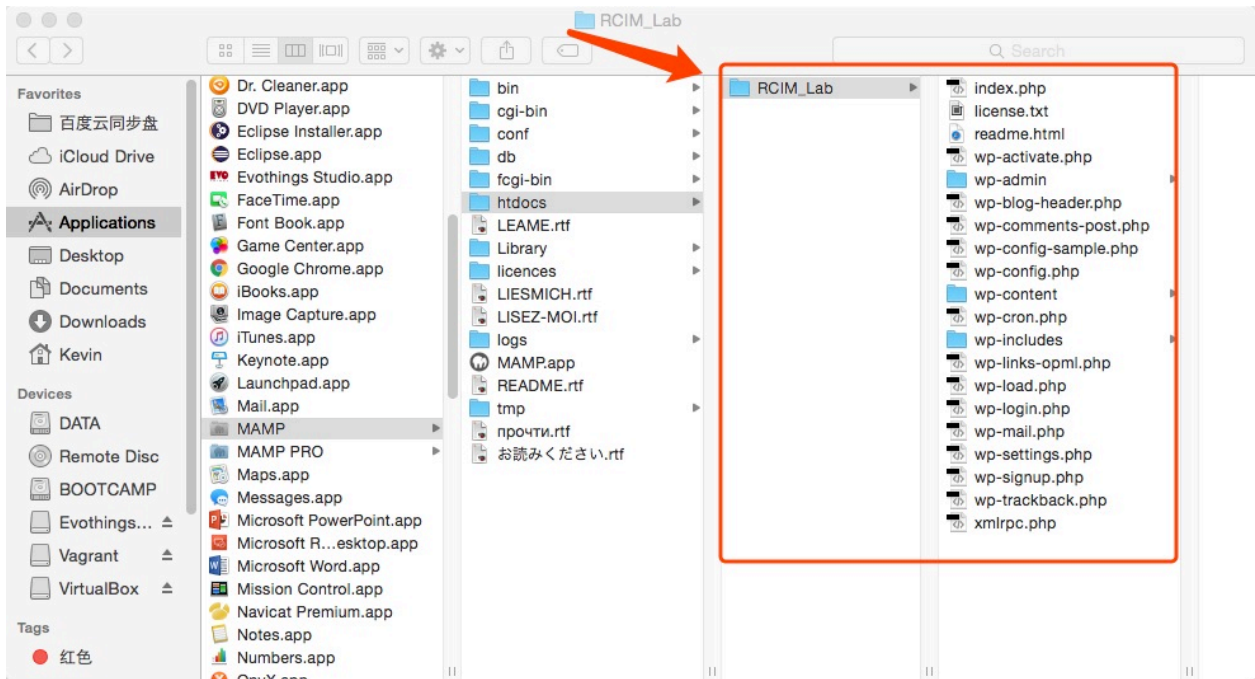 RCIM_Lab
Search
Favorites
百度云同步盘
iCloud Drive
AirDrop
Applications
Desktop
Documents
Downloads
Kevin
Devices
DATA
Remote Disc
BOOTCAMP
Evothings...
Vagrant
VirtualBox
Tags
红色
Dr. Cleaner.app
DVD Player.app
Eclipse Installer.app
Eclipse.app
Evothings Studio.app
FaceTime.app
Font Book.app
Game Center.app
Google Chrome.app
iBooks.app
Image Capture.app
iTunes.app
Keynote.app
Launchpad.app
Mail.app
MAMP
MAMP PRO
Maps.app
Messages.app
Microsoft PowerPoint.app
Microsoft R...esktop.app
Microsoft Word.app
Mission Control.app
Navicat Premium.app
Notes.app
Numbers.app
OnyX.app
bin
cgi-bin
conf
db
fcgi-bin
htdocs
LEAME.rtf
Library
licences
LIESMICH.rtf
LISEZ-MOI.rtf
logs
MAMP.app
README.rtf
tmp
прочти.rtf
お読みください.rtf
RCIM_Lab
index.php
license.txt
readme.html
wp-activate.php
wp-admin
wp-blog-header.php
wp-comments-post.php
wp-config-sample.php
wp-config.php
wp-content
wp-cron.php
wp-includes
wp-links-opml.php
wp-load.php
wp-login.php
wp-mail.php
wp-settings.php
wp-signup.php
wp-trackback.php
xmlrpc.php